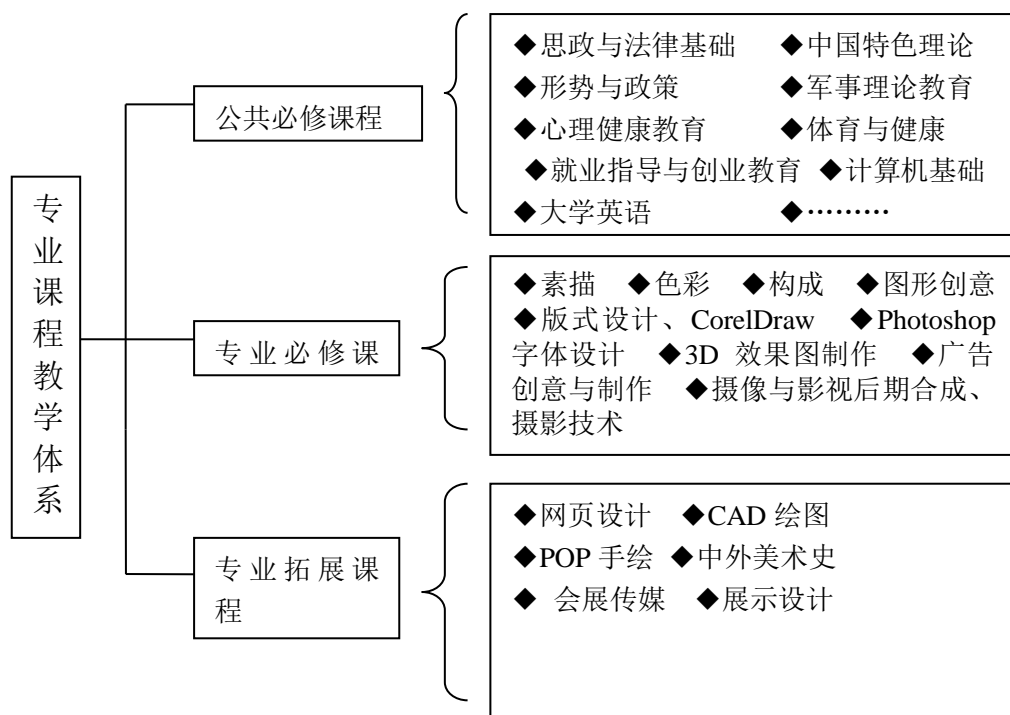 专业课程教学体系
公共必修课程
◆思政与法律基础 ◆中国特色理论
◆形势与政策 ◆军事理论教育
◆心理健康教育 ◆体育与健康
◆就业指导与创业教育 ◆计算机基础
◆大学英语 ◆………
专业必修课
◆素描 ◆色彩 ◆构成 ◆图形创意
◆版式设计、CorelDraw ◆Photoshop
字体设计 ◆3D 效果图制作 ◆广告
创意与制作 ◆摄像与影视后期合成、
摄影技术
专业拓展课
程
◆网页设计 ◆CAD 绘图
◆POP 手绘 ◆中外美术史
◆ 会展传媒 ◆展示设计